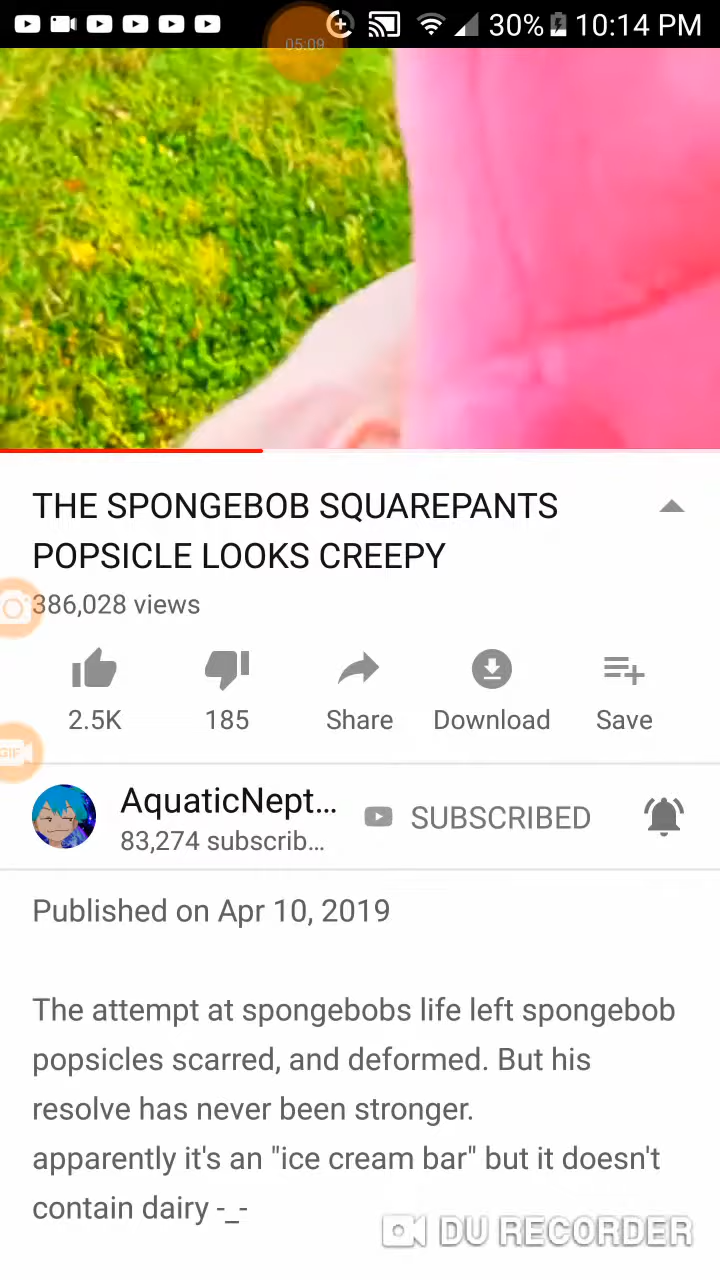 05:09
30% 10:14 PM
THE SPONGEBOB SQUAREPANTS
POPSICLE LOOKS CREEPY
386,028 views
2.5K 185 Share Download Save
GIF
AquaticNept... SUBSCRIBED
83,274 subscrib...
Published on Apr 10, 2019
The attempt at spongebobs life left spongebob
popsicles scarred, and deformed. But his
resolve has never been stronger.
apparently it's an "ice cream bar" but it doesn't
contain dairy -_-
DU RECORDER